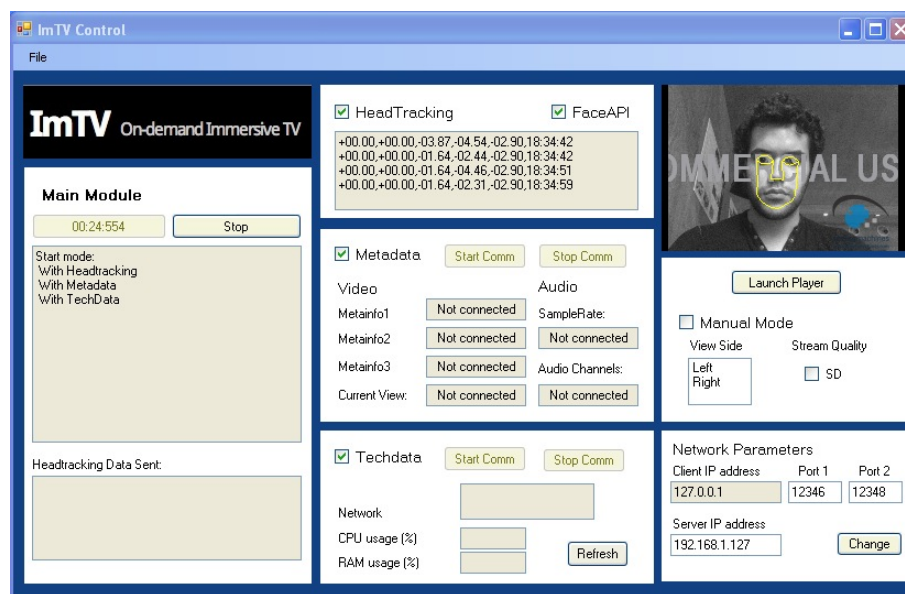 ImTV Control
File
ImTV On-demand Immersive TV
Main Module
00:24:554 Stop
Start mode:
With Headtracking
With Metadata
With TechData
Headtracking Data Sent:
HeadTracking FaceAPI
+00.00,+00.00,-03.87,-04.54,-02.90,18:34:42
+00.00,+00.00,-01.64,-02.44,-02.90,18:34:42
+00.00,+00.00,-01.64,-04.46,-02.90,18:34:51
+00.00,+00.00,-01.64,-02.31,-02.90,18:34:59
Metadata Start Comm Stop Comm
Video Audio
Metainfo1 Not connected SampleRate:
Metainfo2 Not connected Not connected
Metainfo3 Not connected Audio Channels:
Current View: Not connected Not connected
Techdata Start Comm Stop Comm
Network
CPU usage (%)
RAM usage (%) Refresh
OMMERCIAL US
Launch Player
Manual Mode
View Side Stream Quality
Left SD
Right
Network Parameters
Client IP address Port 1 Port 2
127.0.0.1 12346 12348
Server IP address
192.168.1.127 Change